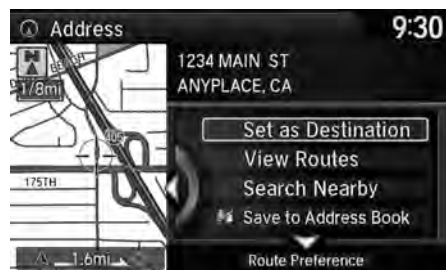 Address
9:30
N
1/8mi
1234 MAIN ST
ANYPLACE, CA
405
175TH
1.6mi
Set as Destination
View Routes
Search Nearby
Save to Address Book
Route Preference